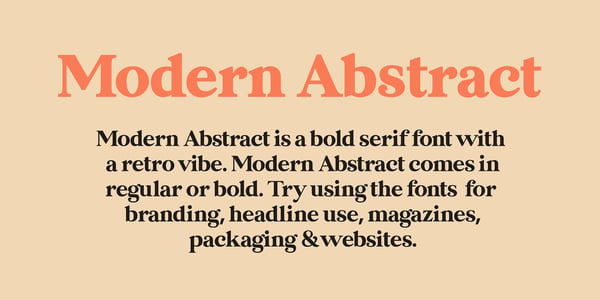 Modern Abstract
Modern Abstract is a bold serif font with
a retro vibe. Modern Abstract comes in
regular or bold. Try using the fonts  for
branding, headline use, magazines,
packaging &websites.